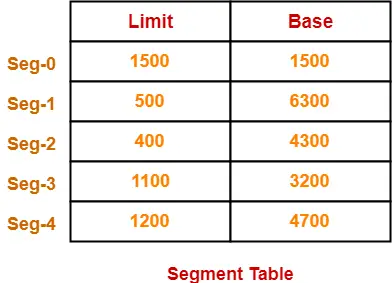 Limit Base
Seg-0 1500 1500
Seg-1 500 6300
Seg-2 400 4300
Seg-3 1100 3200
Seg-4 1200 4700
Segment Table